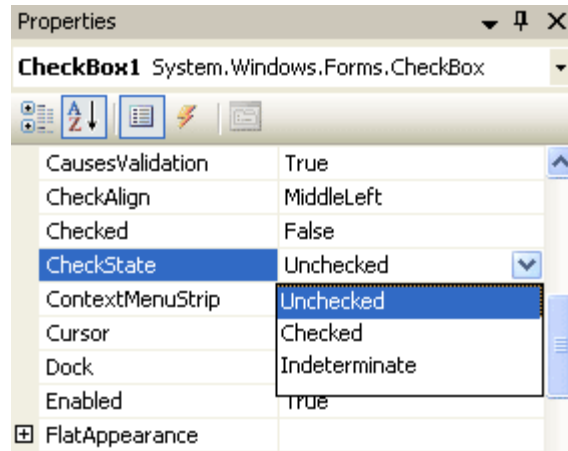 Properties
CheckBox1 System.Windows.Forms.CheckBox
CausesValidation True
CheckAlign MiddleLeft
Checked False
CheckState Unchecked
ContextMenuStrip Unchecked
Cursor Checked
Dock Indeterminate
Enabled True
FlatAppearance